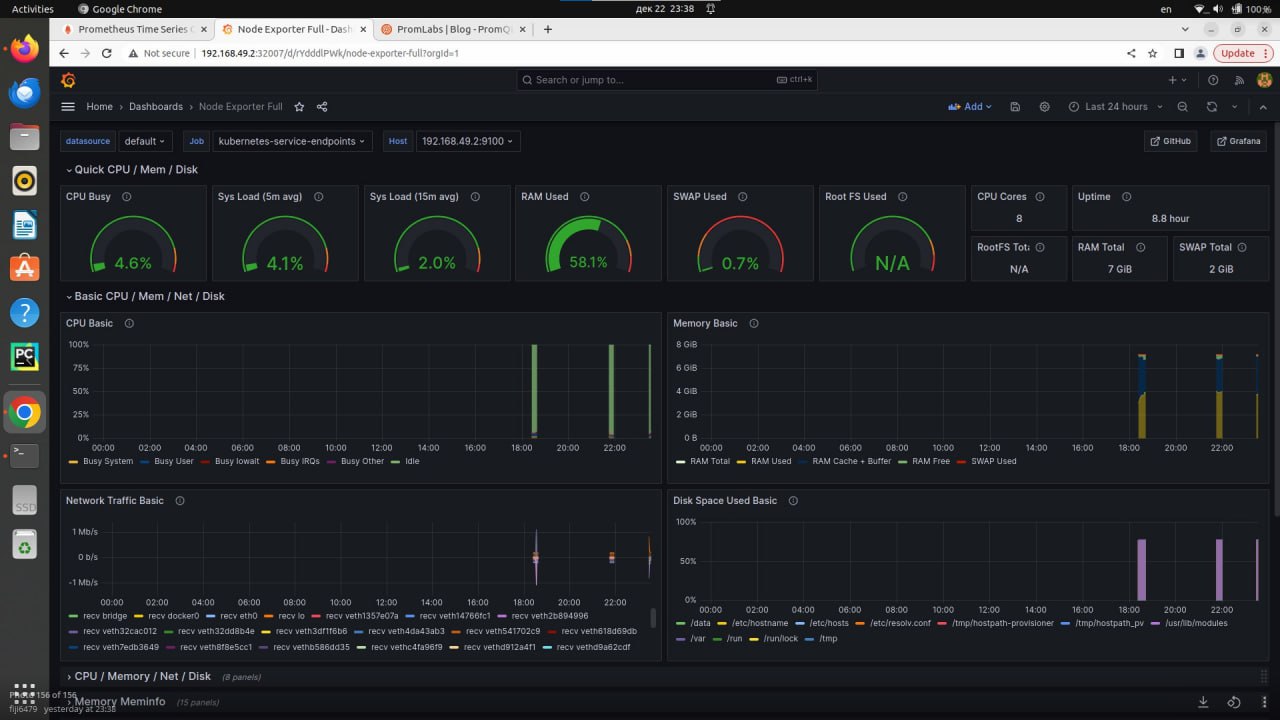 Activities Google Chrome дек 22 23:38 en 100%
Prometheus Time Series C Node Exporter Full - Dash PromLabs | Blog - PromQL
Not secure 192.168.49.2:32007/d/rYdddlPWk/node-exporter-full?orgId=1 Update
Search or jump to... ctrl+k
Home Dashboards Node Exporter Full Add Last 24 hours
datasource default Job kubernetes-service-endpoints Host 192.168.49.2:9100 GitHub Grafana
Quick CPU / Mem / Disk
CPU Busy Sys Load (5m avg) Sys Load (15m avg) RAM Used SWAP Used Root FS Used CPU Cores Uptime
8 8.8 hour
RootFS Tota RAM Total SWAP Total
4.6% 4.1% 2.0% 58.1% 0.7% N/A N/A 7 GiB 2 GiB
Basic CPU / Mem / Net / Disk
CPU Basic
100%
75%
50%
25%
0%
00:00 02:00 04:00 06:00 08:00 10:00 12:00 14:00 16:00 18:00 20:00 22:00
Busy System Busy User Busy Iowait Busy IRQs Busy Other Idle
Memory Basic
8 GiB
6 GiB
4 GiB
2 GiB
0 B
00:00 02:00 04:00 06:00 08:00 10:00 12:00 14:00 16:00 18:00 20:00 22:00
RAM Total RAM Used RAM Cache + Buffer RAM Free SWAP Used
Network Traffic Basic
1 Mb/s
0 b/s
-1 Mb/s
00:00 02:00 04:00 06:00 08:00 10:00 12:00 14:00 16:00 18:00 20:00 22:00
recv bridge recv docker0 recv eth0 recv lo recv veth1357e07a recv veth14766fc1 recv veth2b894996
recv veth32cac012 recv veth32dd8b4e recv veth3df1f6b6 recv veth4da43ab3 recv veth541702c9 recv veth618d69db
recv veth7edb3649 recv veth8f8e5cc1 recv vethb586dd35 recv vethc4fa96f9 recv vethd912a4f1 recv vethd9a62cdf
Disk Space Used Basic
100%
50%
0%
00:00 02:00 04:00 06:00 08:00 10:00 12:00 14:00 16:00 18:00 20:00 22:00
/data /etc/hostname /etc/hosts /etc/resolv.conf /tmp/hostpath-provisioner /tmp/hostpath_pv /usr/lib/modules
/var /run /run/lock /tmp
CPU / Memory / Net / Disk (8 panels)
Memory Meminfo (15 panels)
PC
SSD
Photo 156 of 156
fiji6479 yesterday at 23:38